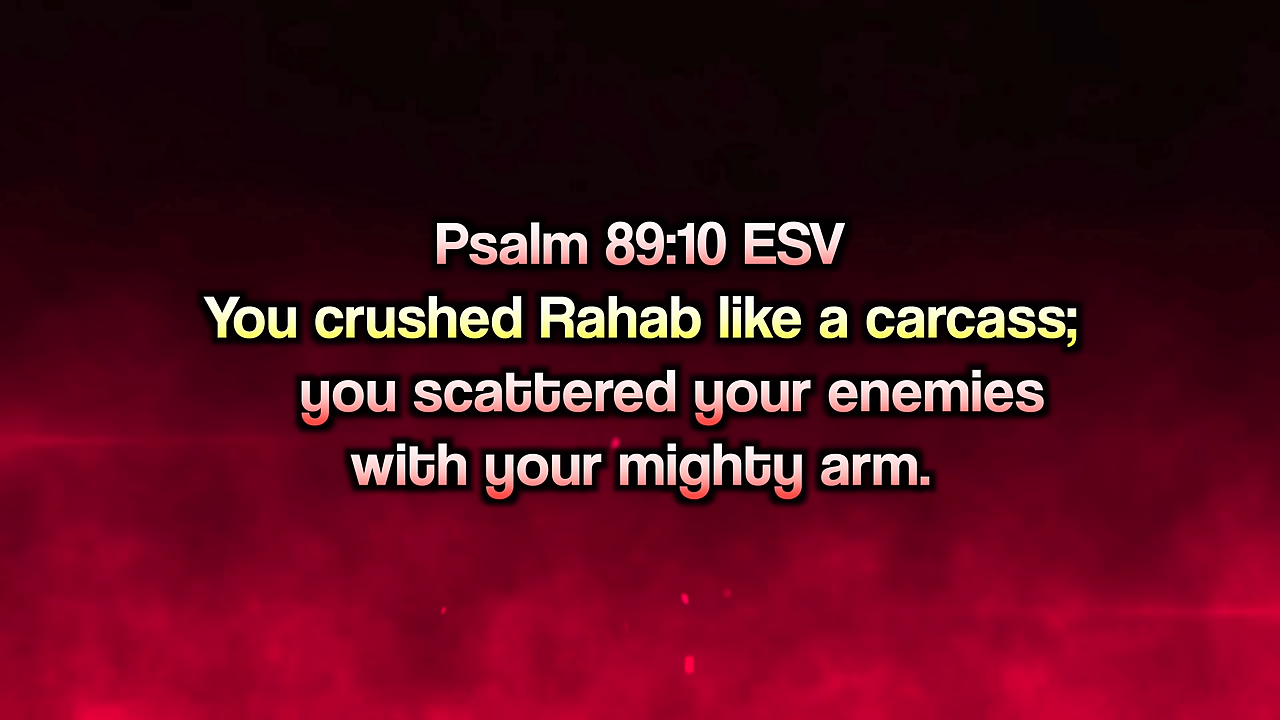 Psalm 89:10 ESV
You crushed Rahab like a carcass;
you scattered your enemies
with your mighty arm.